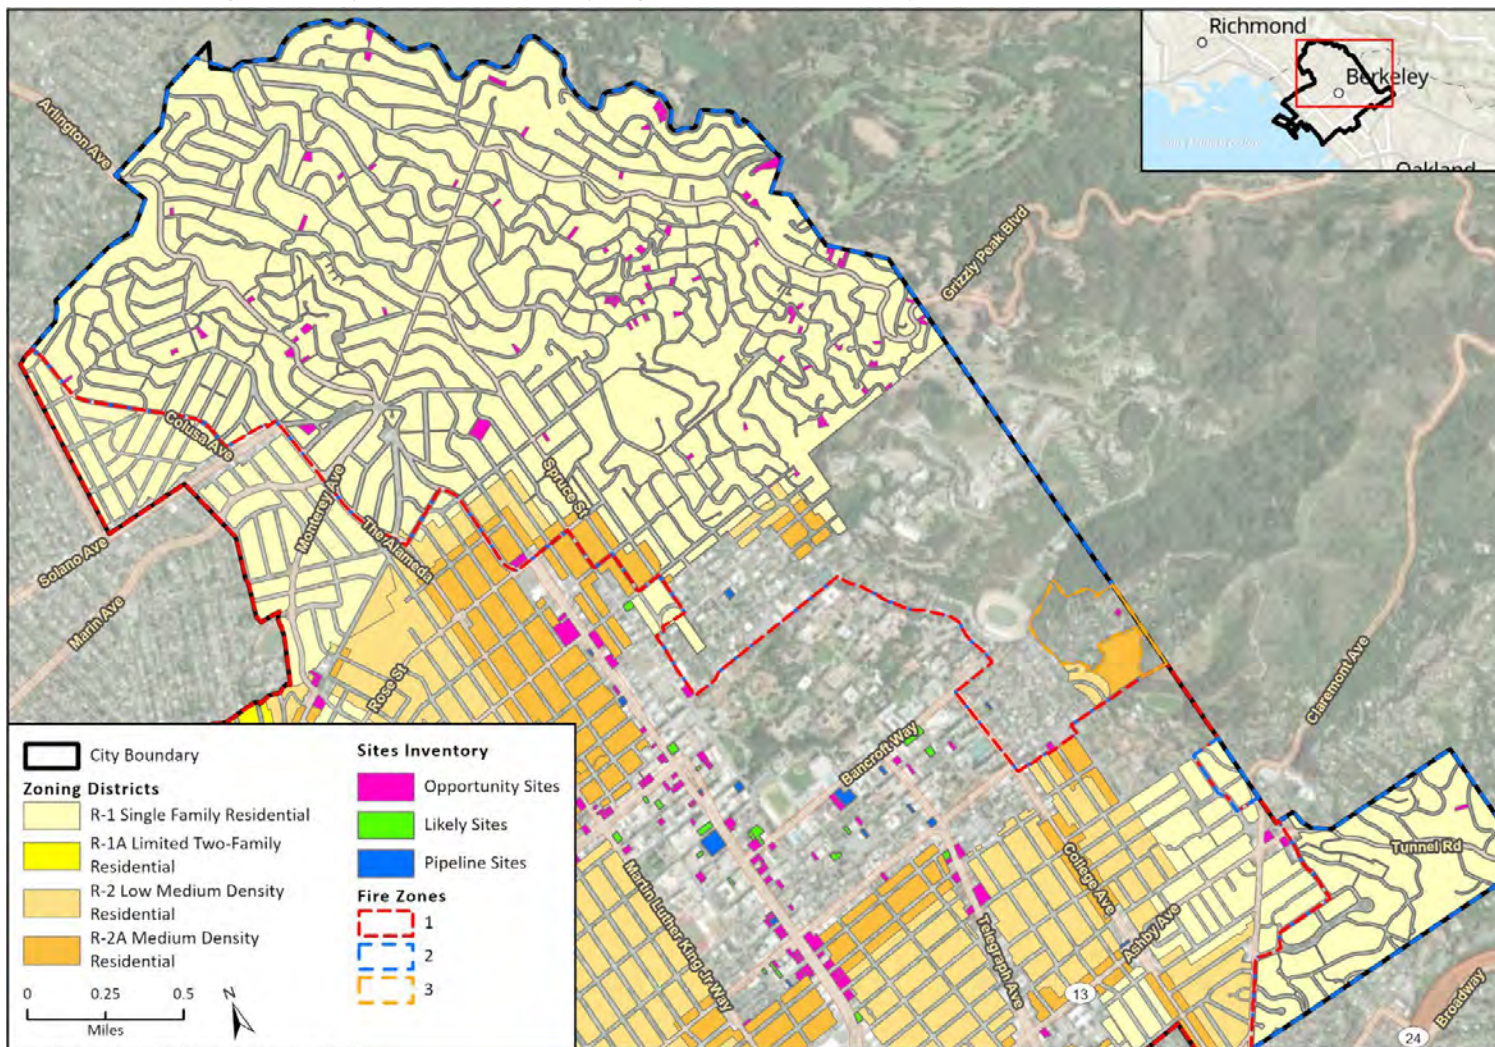 Richmond
Berkeley
Oakland
Arlington Ave
Grizzly Peak Blvd
Colusa Ave
Spruce St
Monterey Ave
The Alameda
Solano Ave
Marin Ave
Rose St
Claremont Ave
Bancroft Way
Tunnel Rd
College Ave
Martin Luther King Jr Way
Telegraph Ave
Ashby Ave
13
Broadway
24
City Boundary
Zoning Districts
R-1 Single Family Residential
R-1A Limited Two-Family
Residential
R-2 Low Medium Density
Residential
R-2A Medium Density
Residential
0 0.25 0.5
Miles
N
Sites Inventory
Opportunity Sites
Likely Sites
Pipeline Sites
Fire Zones
1
2
3